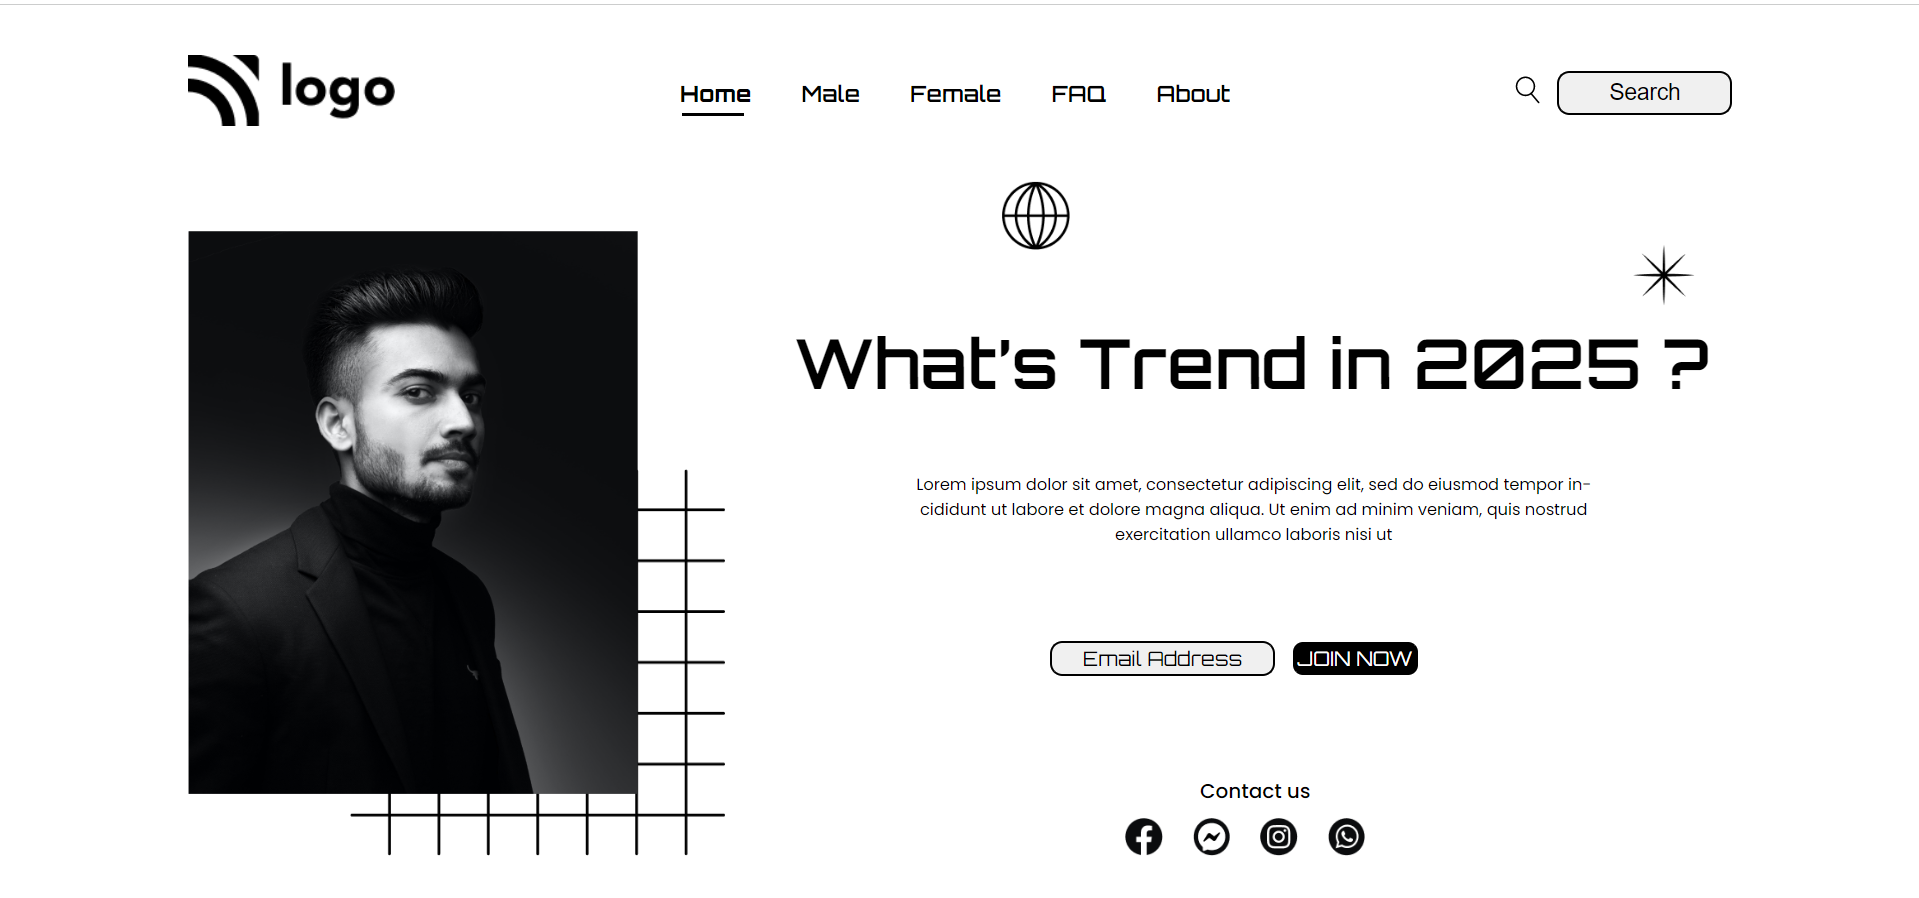 logo
Home Male Female FAQ About
Search
What's Trend in 2025 ?
Lorem ipsum dolor sit amet, consectetur adipiscing elit, sed do eiusmod tempor in-
cididunt ut labore et dolore magna aliqua. Ut enim ad minim veniam, quis nostrud
exercitation ullamco laboris nisi ut
Email Address JOIN NOW
Contact us